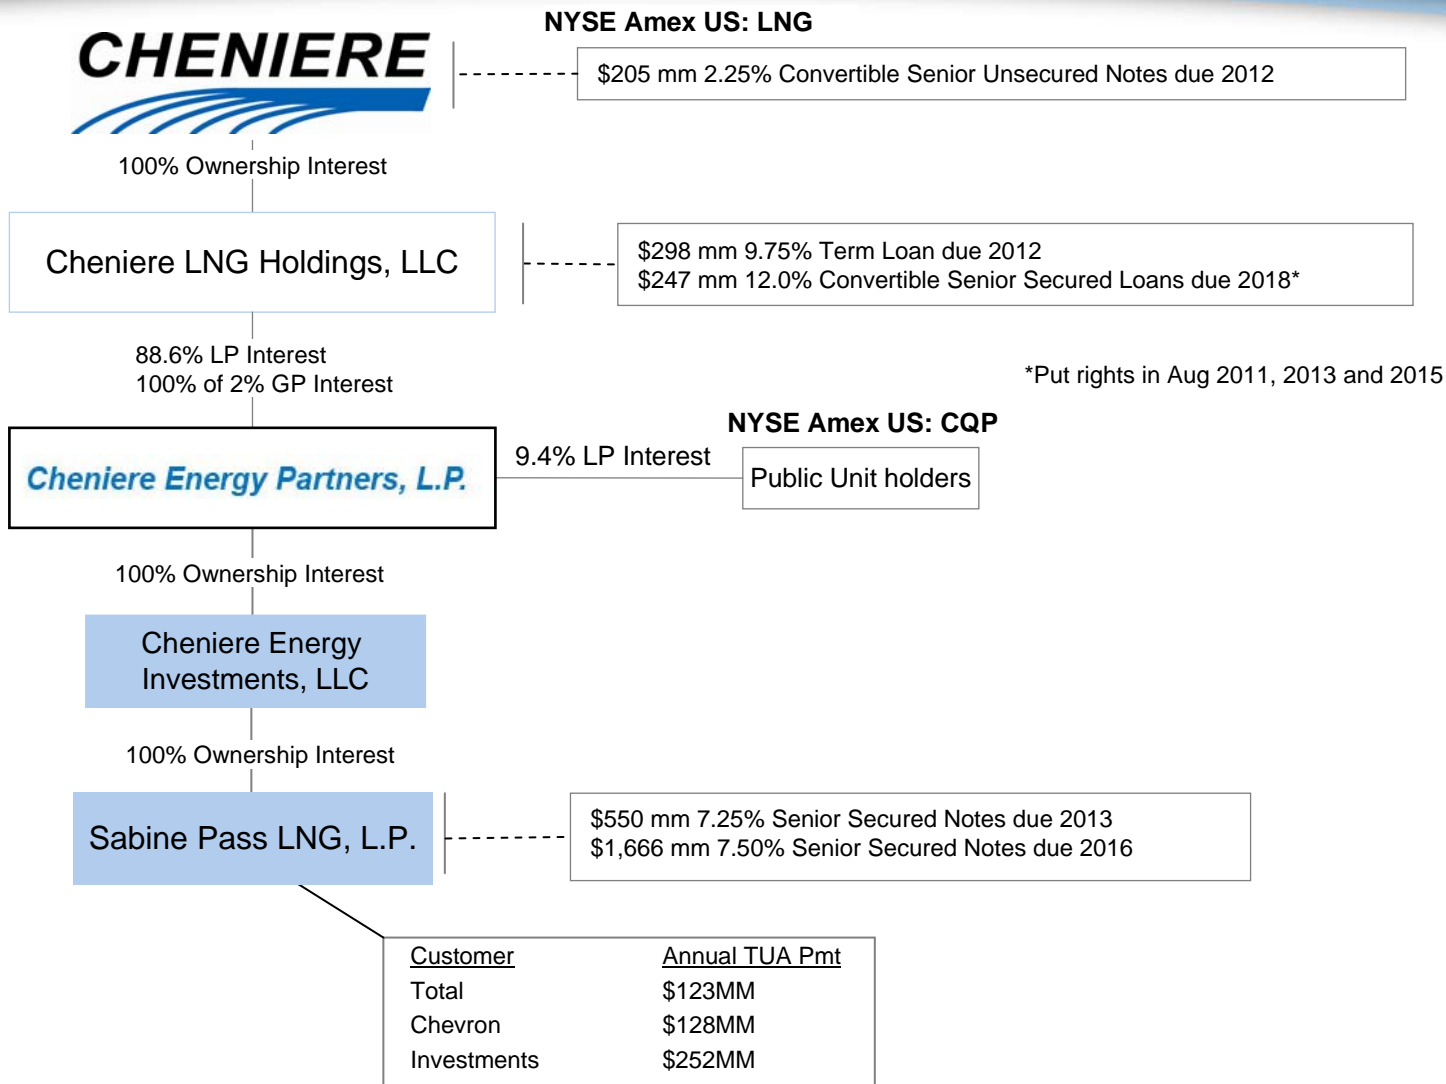 NYSE Amex US: LNG
CHENIERE
$205 mm 2.25% Convertible Senior Unsecured Notes due 2012
100% Ownership Interest
Cheniere LNG Holdings, LLC
$298 mm 9.75% Term Loan due 2012
$247 mm 12.0% Convertible Senior Secured Loans due 2018*
88.6% LP Interest
100% of 2% GP Interest
*Put rights in Aug 2011, 2013 and 2015
NYSE Amex US: CQP
Cheniere Energy Partners, L.P.
9.4% LP Interest
Public Unit holders
100% Ownership Interest
Cheniere Energy
Investments, LLC
100% Ownership Interest
Sabine Pass LNG, L.P.
$550 mm 7.25% Senior Secured Notes due 2013
$1,666 mm 7.50% Senior Secured Notes due 2016
Customer Annual TUA Pmt
Total $123MM
Chevron $128MM
Investments $252MM